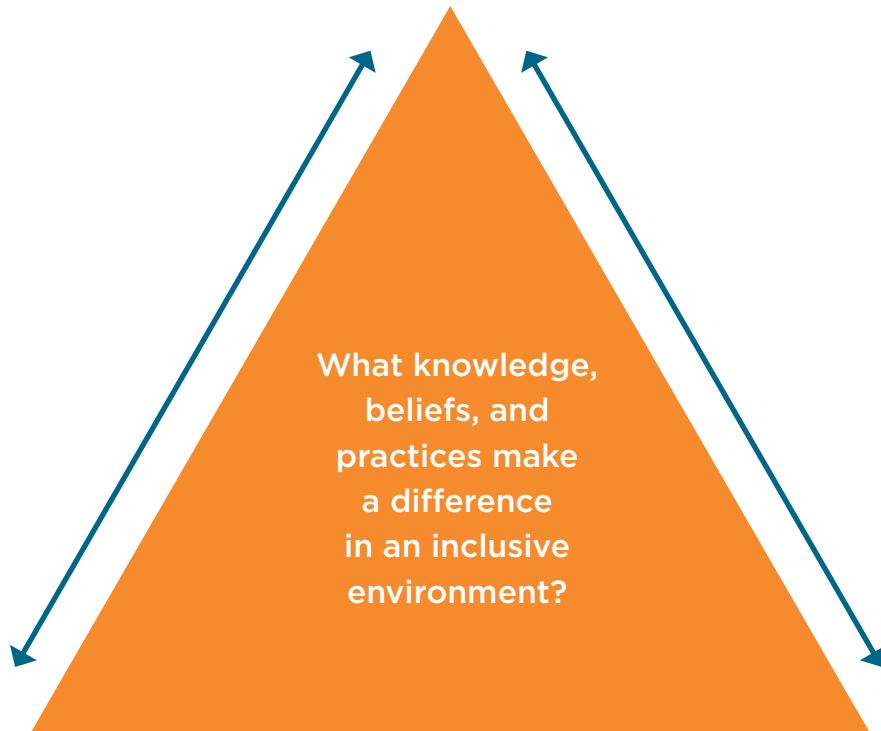 What knowledge,
beliefs, and
practices make
a difference
in an inclusive
environment?